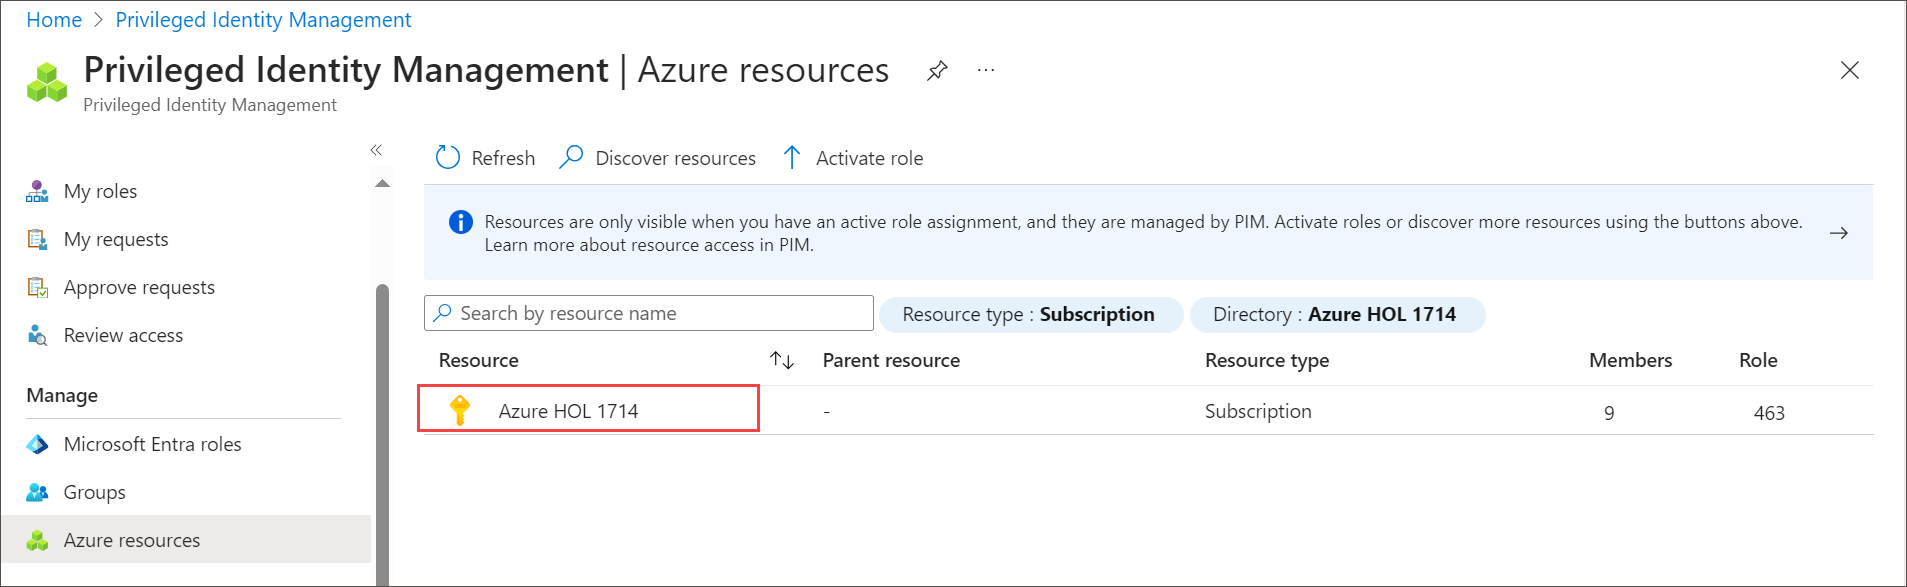 Home > Privileged Identity Management
Privileged Identity Management | Azure resources
Privileged Identity Management
My roles
My requests
Approve requests
Review access
Manage
Microsoft Entra roles
Groups
Azure resources
Refresh Discover resources Activate role
Resources are only visible when you have an active role assignment, and they are managed by PIM. Activate roles or discover more resources using the buttons above.
Learn more about resource access in PIM.
Search by resource name Resource type : Subscription Directory : Azure HOL 1714
Resource Parent resource Resource type Members Role
Azure HOL 1714 - Subscription 9 463